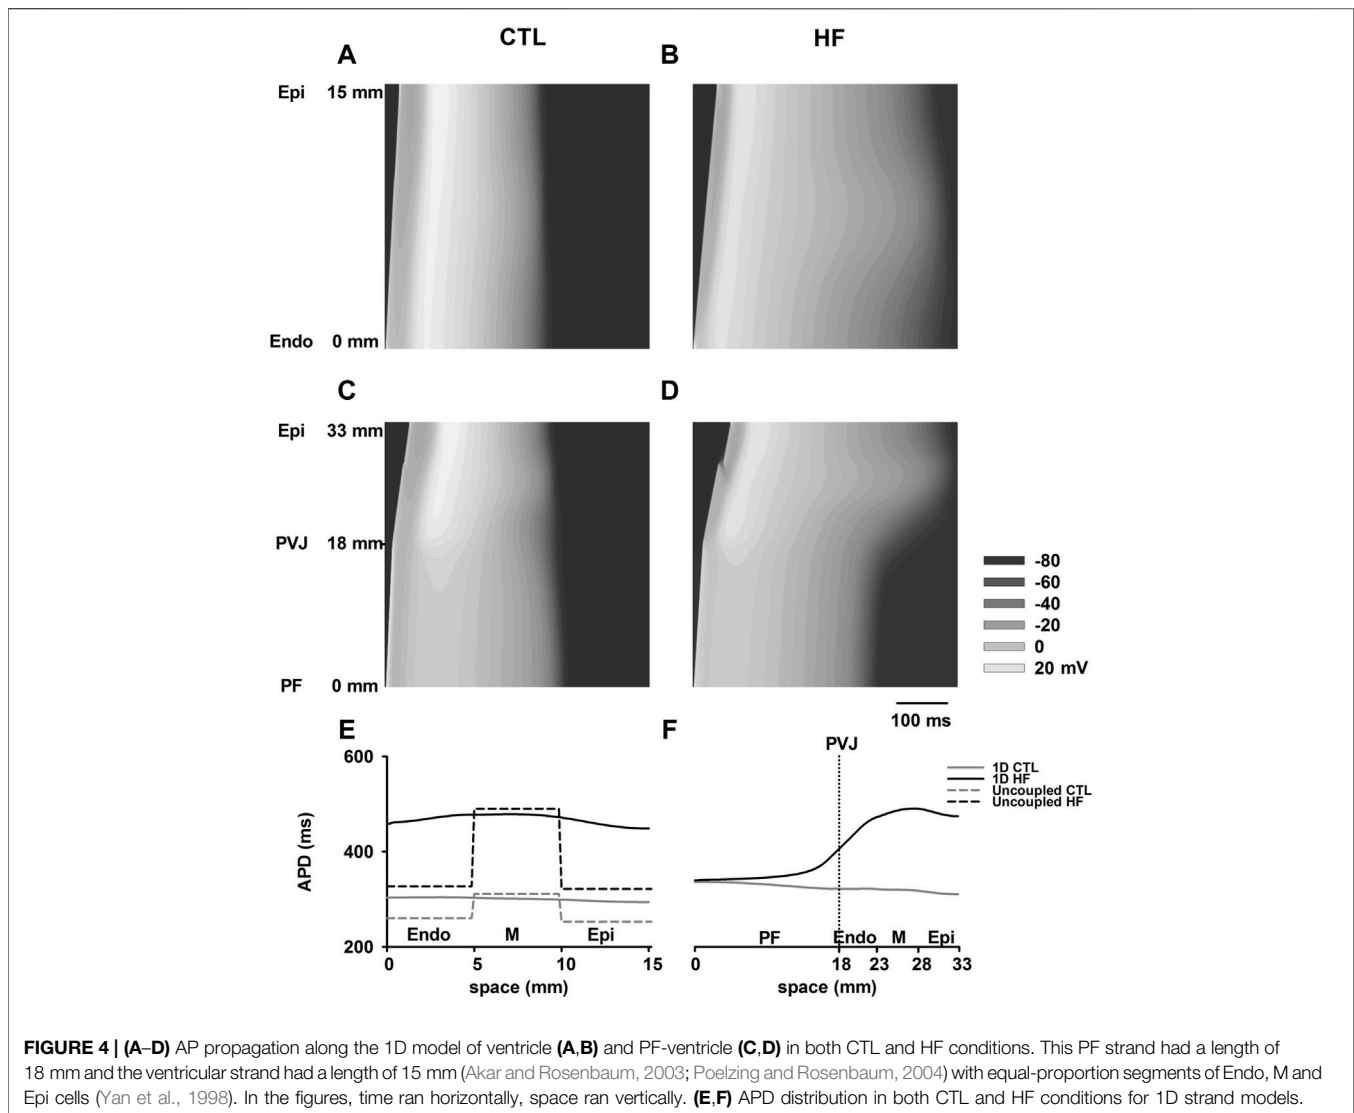 CTL
HF
A
B
Epi 15 mm
Endo 0 mm
C
D
Epi 33 mm
PVJ 18 mm
PF 0 mm
-80
-60
-40
-20
0
20 mV
100 ms
E
F
PVJ
600
400
200
APD (ms)
Endo M Epi
0 5 10 15
space (mm)
PF Endo M Epi
0 18 23 28 33
space (mm)
1D CTL
1D HF
Uncoupled CTL
Uncoupled HF
FIGURE 4 | (A–D) AP propagation along the 1D model of ventricle (A,B) and PF-ventricle (C,D) in both CTL and HF conditions. This PF strand had a length of
18 mm and the ventricular strand had a length of 15 mm (Akar and Rosenbaum, 2003; Poelzing and Rosenbaum, 2004) with equal-proportion segments of Endo, M and
Epi cells (Yan et al., 1998). In the figures, time ran horizontally, space ran vertically. (E,F) APD distribution in both CTL and HF conditions for 1D strand models.